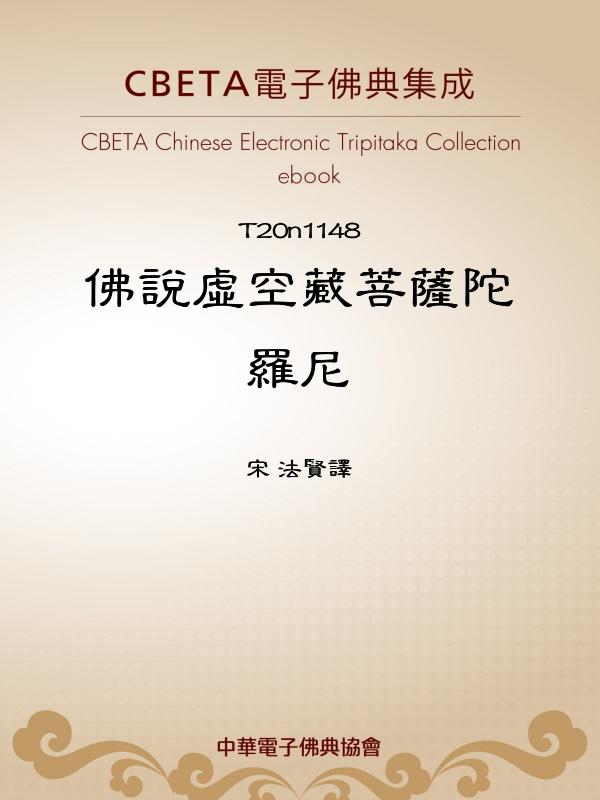 CBETA電子佛典集成
CBETA Chinese Electronic Tripitaka Collection
ebook
T20n1148
佛說虛空藏菩薩陀
羅尼
宋 法賢譯
中華電子佛典協會